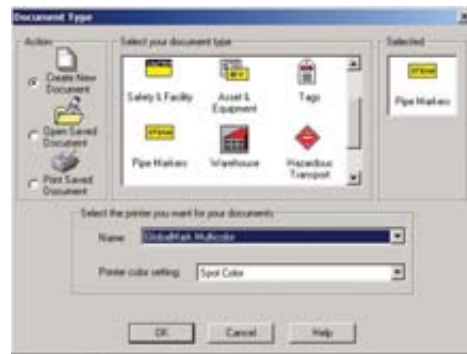 Document Type
Action
Create New
Document
Open Saved
Document
Print Saved
Document
Select your document type
Safety & Facility
Asset &
Equipment
Tags
STEAM
Pipe Markers
Warehouse
Hazardous
Transport
Selected
STEAM
Pipe Markers
Select the printer you want for your documents
Name:
GlobalMark Multicolor
Printer color setting:
Spot Color
OK
Cancel
Help